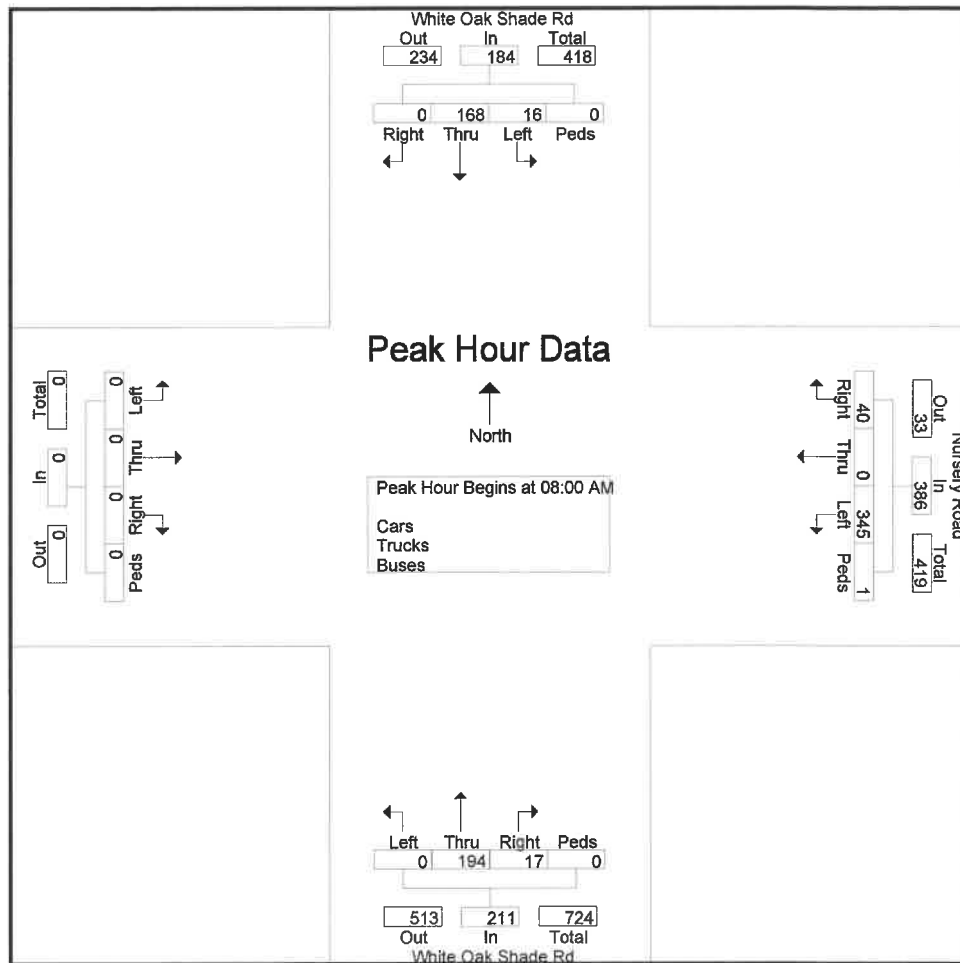 White Oak Shade Rd
Out In Total
234 184 418
0 168 16 0
Right Thru Left Peds
Peak Hour Data
North
Peak Hour Begins at 08:00 AM
Cars
Trucks
Buses
Total In Out
0 0 0
0 0 0 0
Left Thru Right Peds
Right Thru Left Peds
40 0 345 1
33 386 419
Out In Total
Nursery Road
Left Thru Right Peds
0 194 17 0
513 211 724
Out In Total
White Oak Shade Rd